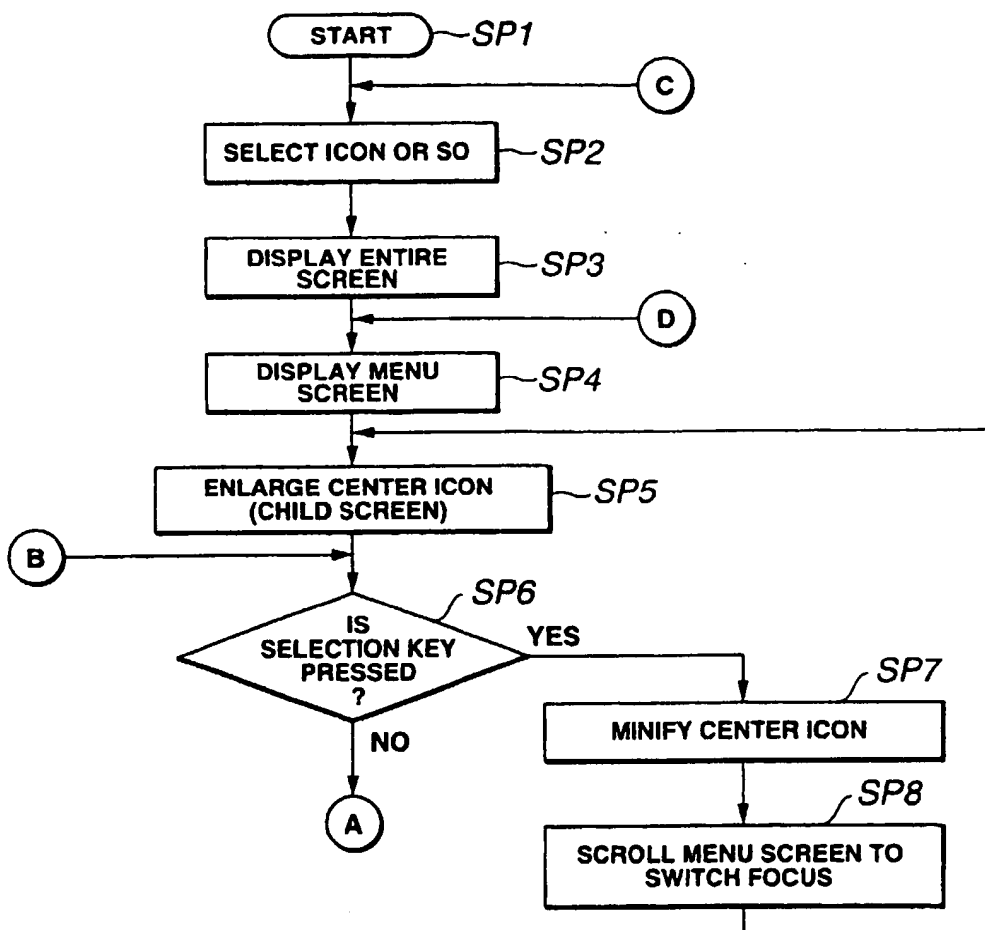 START
SP1
C
SELECT ICON OR SO
SP2
DISPLAY ENTIRE
SCREEN
SP3
D
DISPLAY MENU
SCREEN
SP4
ENLARGE CENTER ICON
(CHILD SCREEN)
SP5
B
SP6
IS
SELECTION KEY
PRESSED
?
YES
NO
A
SP7
MINIFY CENTER ICON
SP8
SCROLL MENU SCREEN TO
SWITCH FOCUS